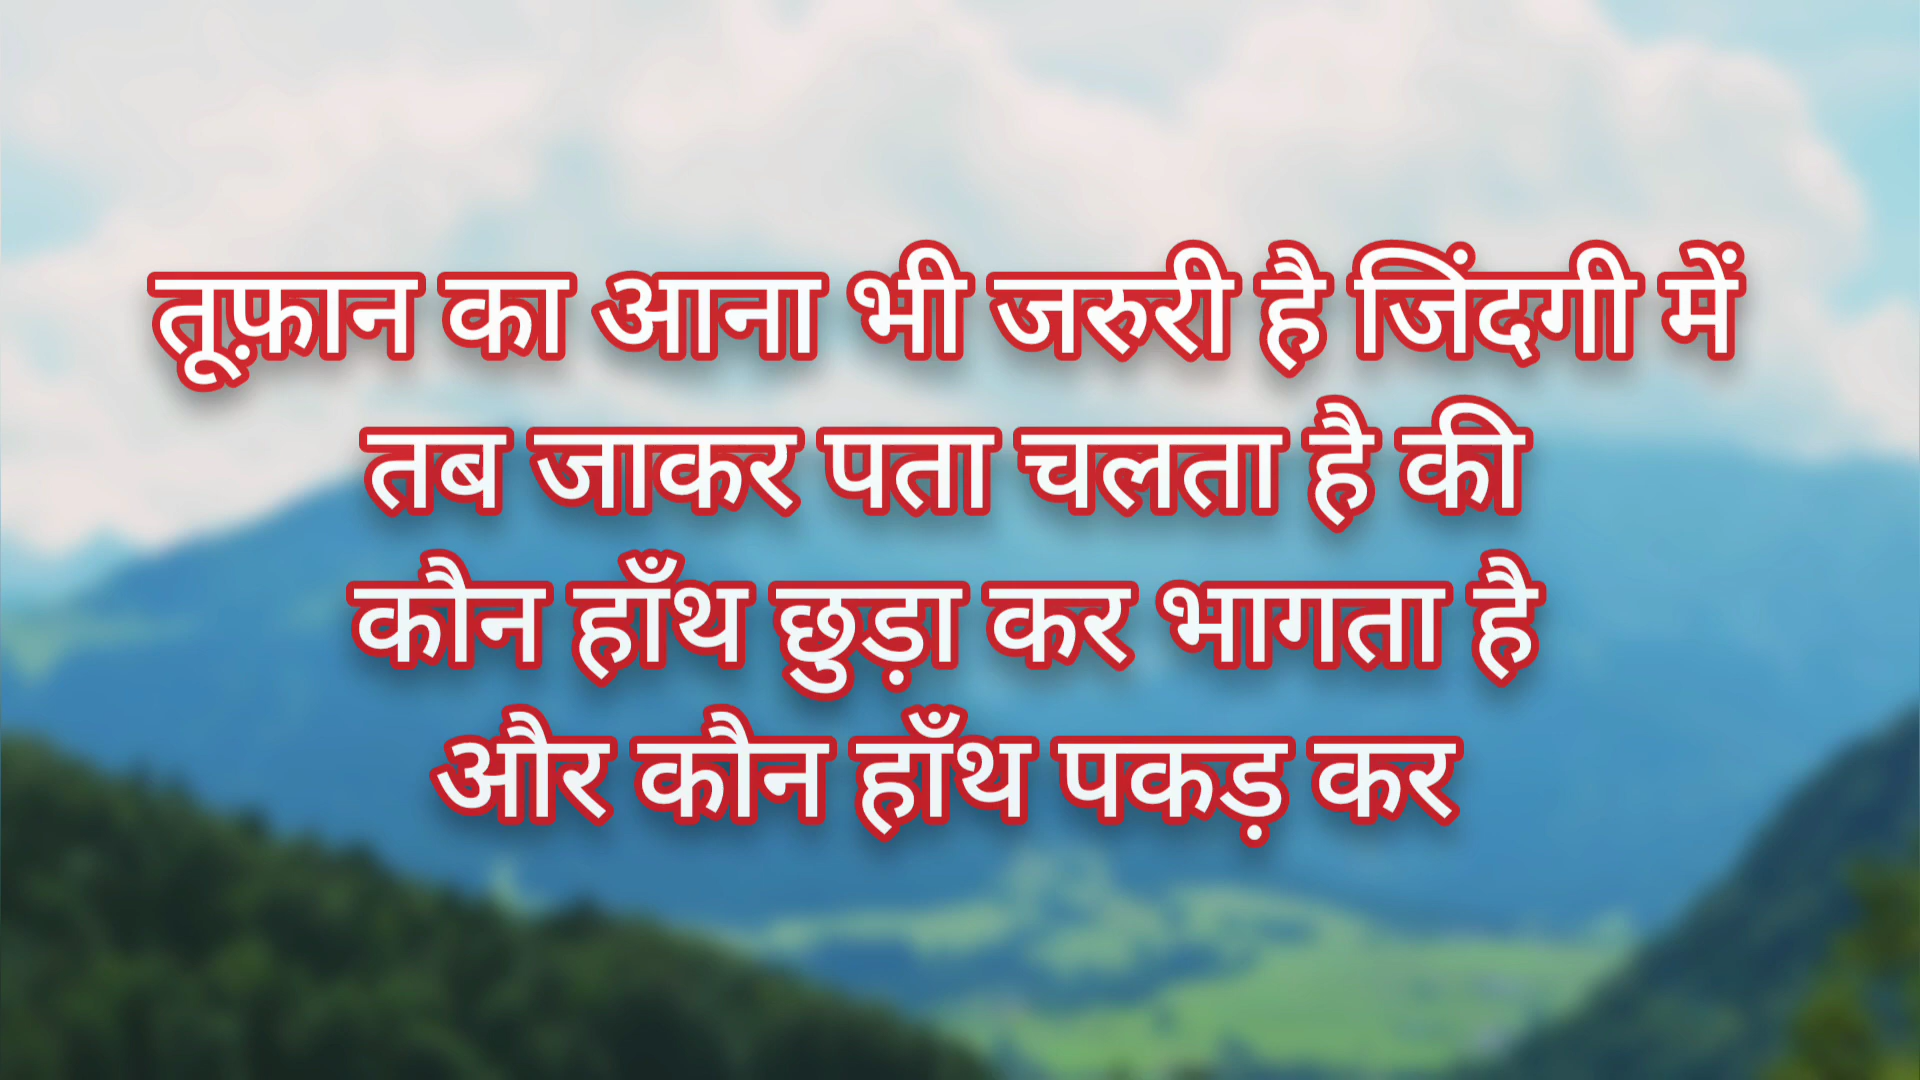 तूफ़ान का आना भी जरुरी है जिंदगी में
तब जाकर पता चलता है की
कौन हाँथ छुड़ा कर भागता है
और कौन हाँथ पकड़ कर